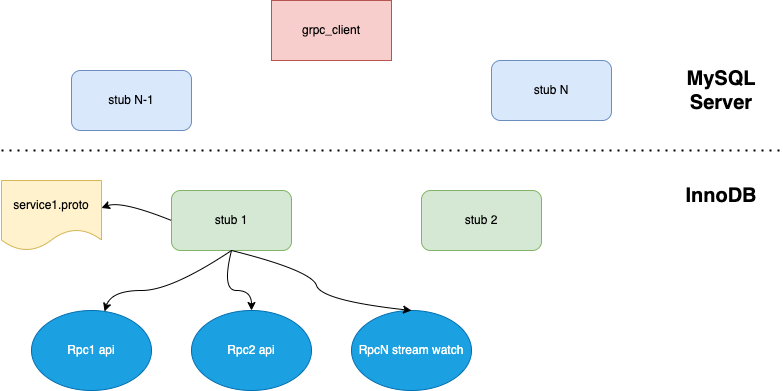 grpc_client
stub N-1
stub N
MySQL
Server
service1.proto
stub 1
stub 2
InnoDB
Rpc1 api
Rpc2 api
RpcN stream watch